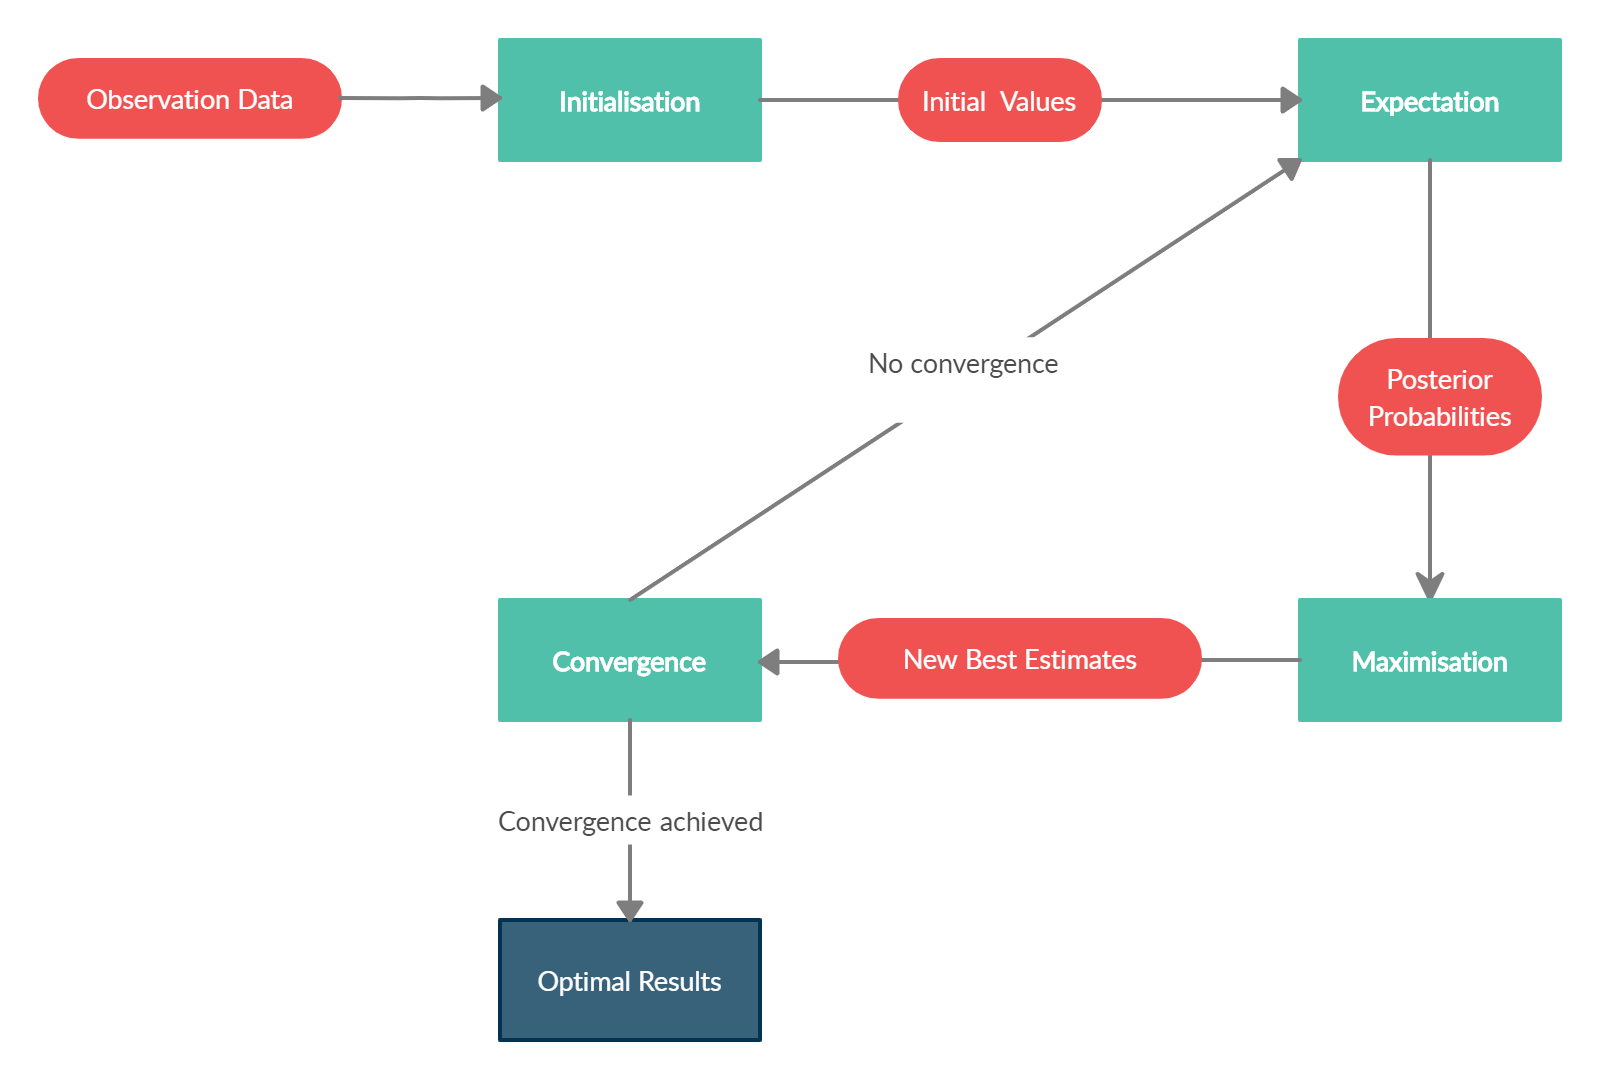 Observation Data
Initialisation
Initial Values
Expectation
No convergence
Posterior
Probabilities
Convergence
New Best Estimates
Maximisation
Convergence achieved
Optimal Results